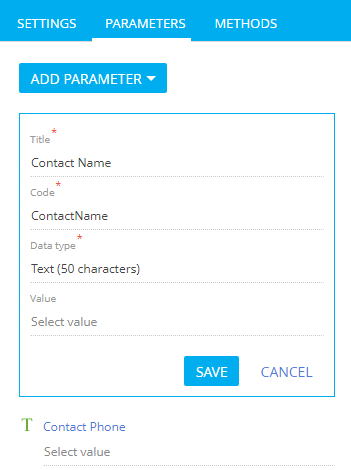 SETTINGS PARAMETERS METHODS
ADD PARAMETER
Title*
Contact Name
Code*
ContactName
Data type*
Text (50 characters)
Value
Select value
SAVE CANCEL
T Contact Phone
Select value